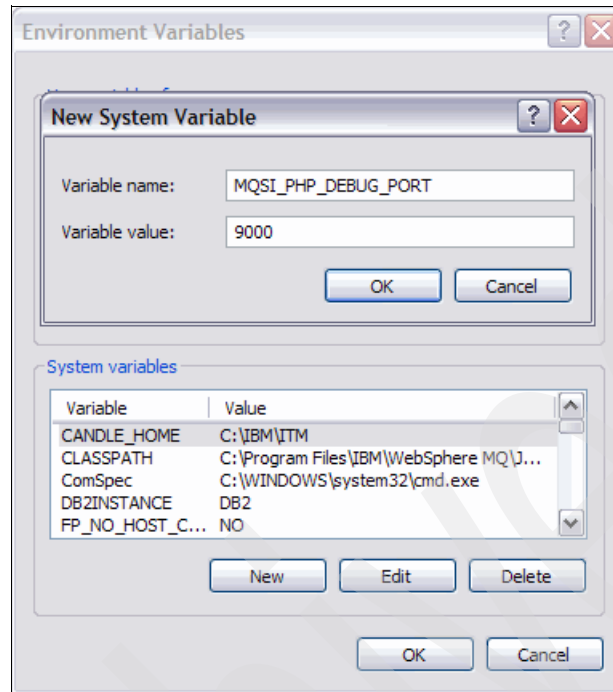 Environment Variables
New System Variable
Variable name: MQSI_PHP_DEBUG_PORT
Variable value: 9000
OK Cancel
System variables
Variable Value
CANDLE_HOME C:\IBM\ITM
CLASSPATH C:\Program Files\IBM\WebSphere MQ\J...
ComSpec C:\WINDOWS\system32\cmd.exe
DB2INSTANCE DB2
FP_NO_HOST_C... NO
New Edit Delete
OK Cancel